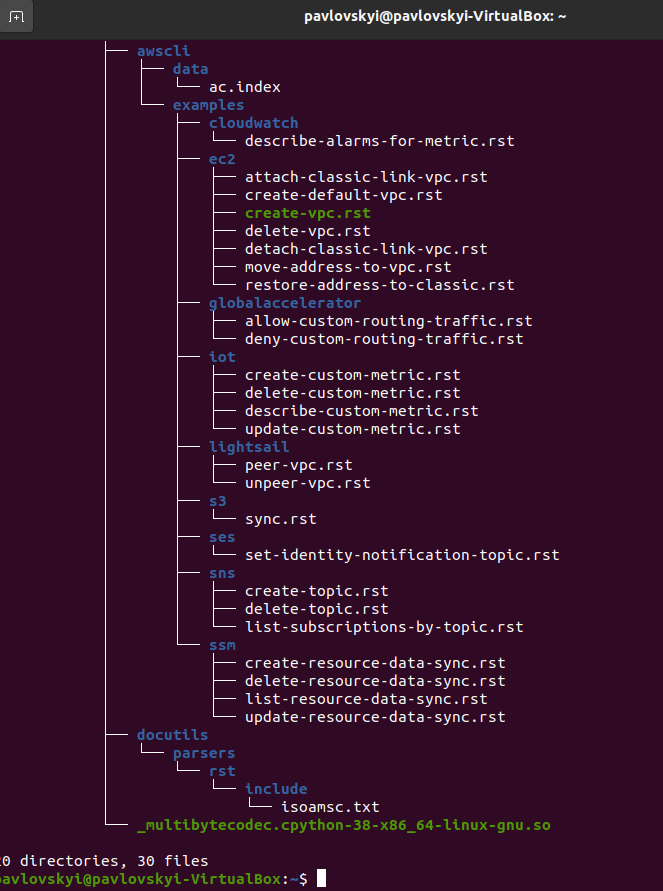 pavlovskyi@pavlovskyi-VirtualBox: ~
awscli
data
ac.index
examples
cloudwatch
describe-alarms-for-metric.rst
ec2
attach-classic-link-vpc.rst
create-default-vpc.rst
create-vpc.rst
delete-vpc.rst
detach-classic-link-vpc.rst
move-address-to-vpc.rst
restore-address-to-classic.rst
globalaccelerator
allow-custom-routing-traffic.rst
deny-custom-routing-traffic.rst
iot
create-custom-metric.rst
delete-custom-metric.rst
describe-custom-metric.rst
update-custom-metric.rst
lightsail
peer-vpc.rst
unpeer-vpc.rst
s3
sync.rst
ses
set-identity-notification-topic.rst
sns
create-topic.rst
delete-topic.rst
list-subscriptions-by-topic.rst
ssm
create-resource-data-sync.rst
delete-resource-data-sync.rst
list-resource-data-sync.rst
update-resource-data-sync.rst
docutils
parsers
rst
include
isoamsc.txt
_multibytecodec.cpython-38-x86_64-linux-gnu.so
0 directories, 30 files
pavlovskyi@pavlovskyi-VirtualBox:~$